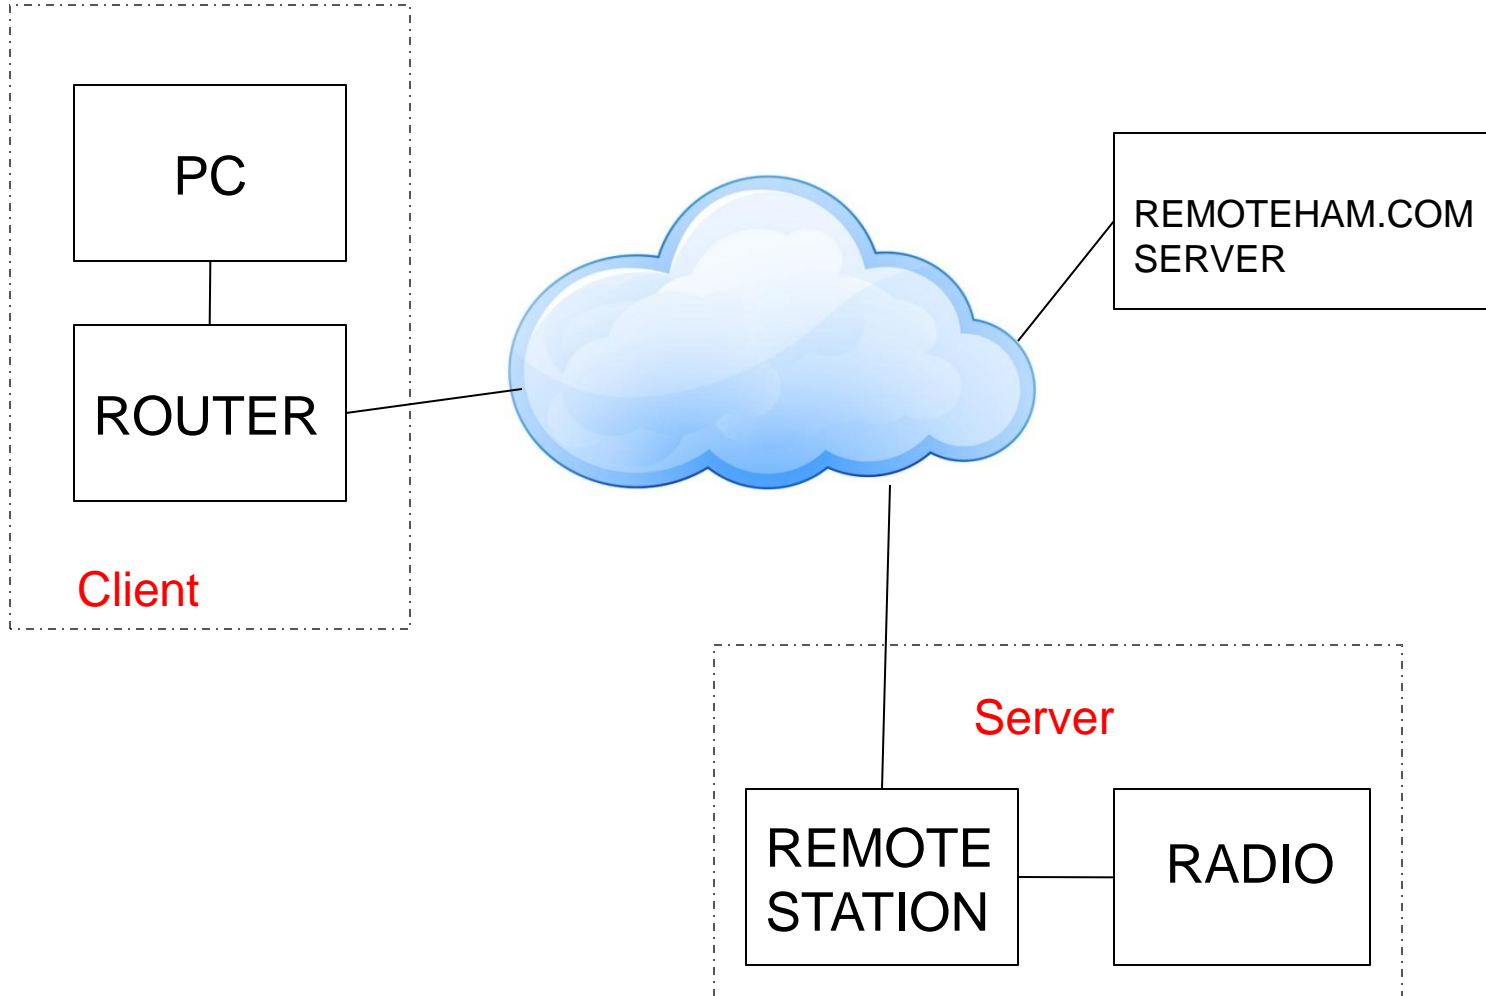 PC
ROUTER
Client
REMOTEHAM.COM
SERVER
Server
REMOTE
STATION
RADIO